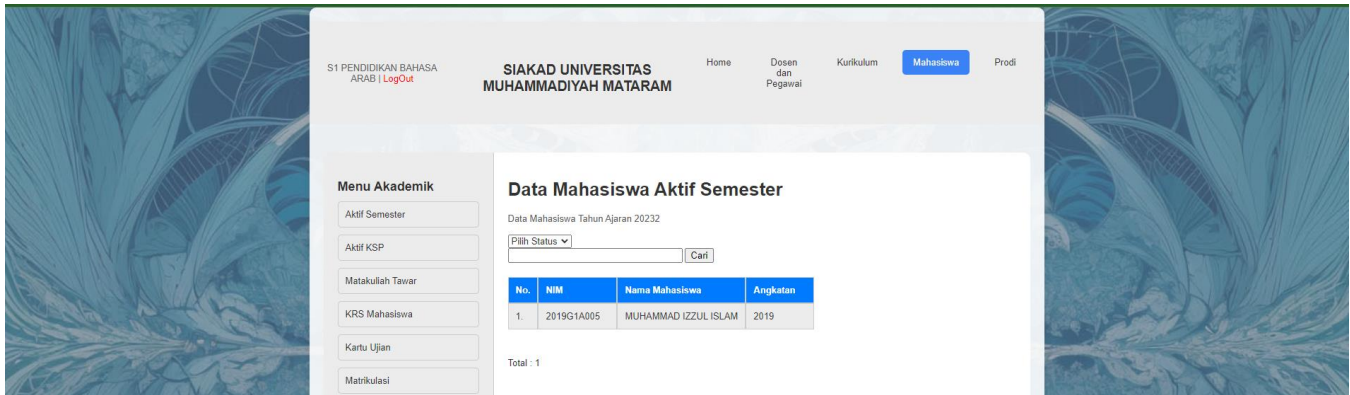 S1 PENDIDIKAN BAHASA
ARAB | LogOut
SIAKAD UNIVERSITAS
MUHAMMADIYAH MATARAM
Home
Dosen
dan
Pegawai
Kurikulum
Mahasiswa
Prodi
Menu Akademik
Aktif Semester
Aktif KSP
Matakuliah Tawar
KRS Mahasiswa
Kartu Ujian
Matrikulasi
Data Mahasiswa Aktif Semester
Data Mahasiswa Tahun Ajaran 20232
Pilih Status
Cari
No. NIM Nama Mahasiswa Angkatan
1. 2019G1A005 MUHAMMAD IZZUL ISLAM 2019
Total : 1